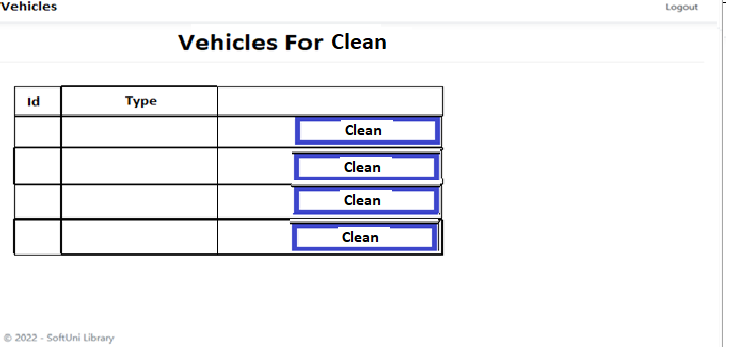 Vehicles Logout
Vehicles For Clean
Id Type
Clean
Clean
Clean
Clean
© 2022 - SoftUni Library